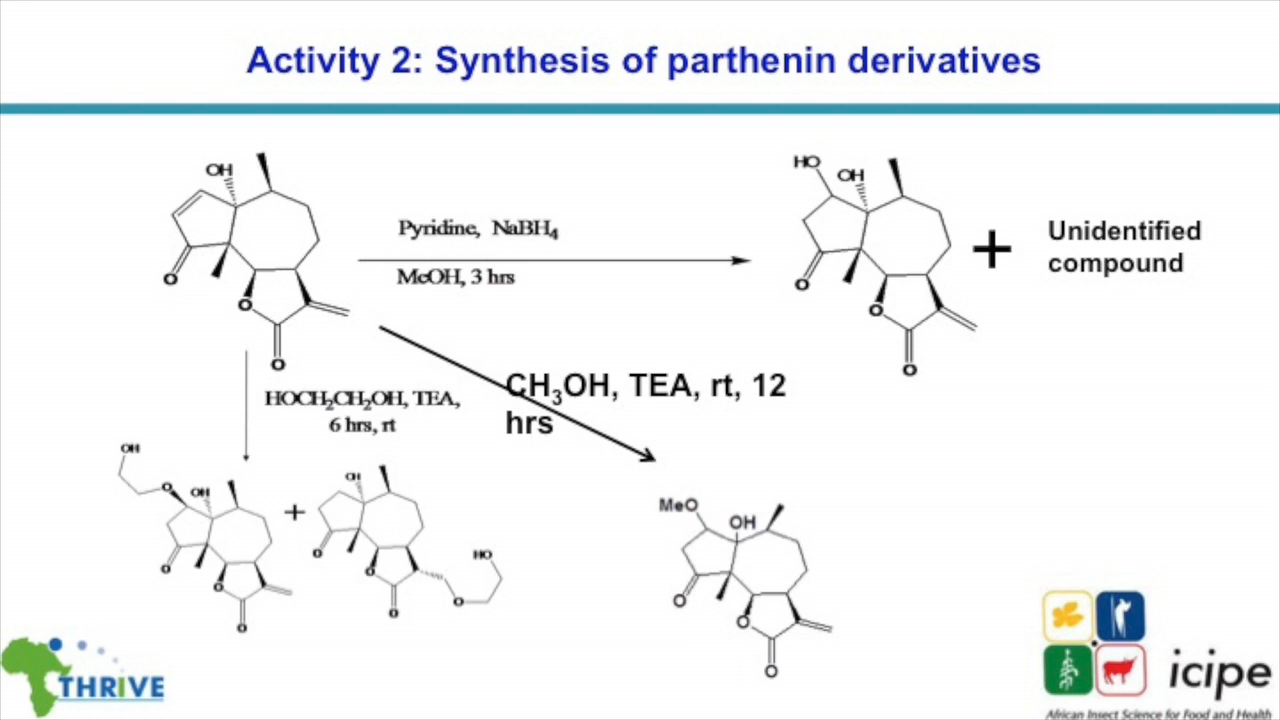 Activity 2: Synthesis of parthenin derivatives
OH
O
O
O
Pyridine, NaBH₄
MeOH, 3 hrs
HO
OH
O
O
O
+
Unidentified
compound
HOCH₂CH₂OH, TEA,
6 hrs, rt
CH₃OH, TEA, rt, 12
hrs
OH
O
OH
O
O
O
+
OH
O
O
O
HO
O
MeO
OH
O
O
O
THRIVE
icipe
African Insect Science for Food and Health